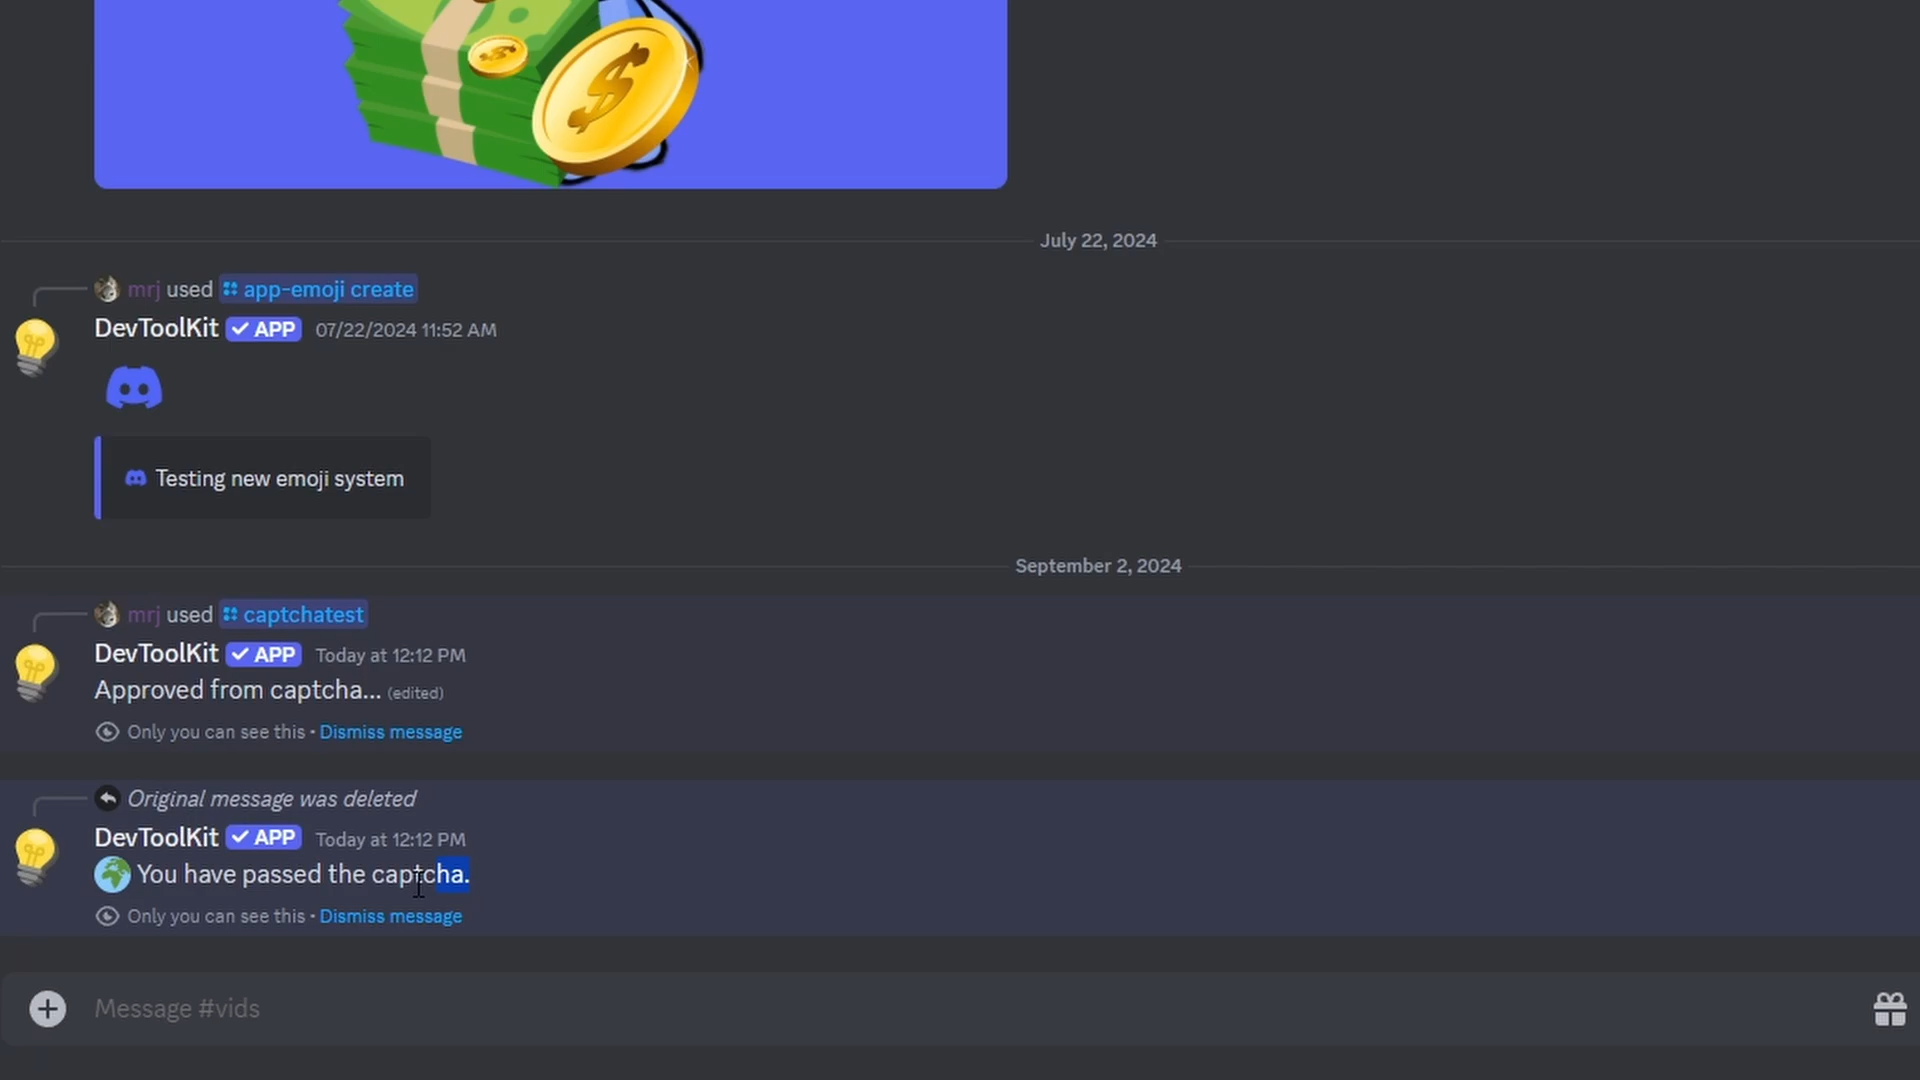 July 22, 2024
mrj used app-emoji create
DevToolKit APP 07/22/2024 11:52 AM
Testing new emoji system
September 2, 2024
mrj used captchatest
DevToolKit APP Today at 12:12 PM
Approved from captcha... (edited)
Only you can see this • Dismiss message
Original message was deleted
DevToolKit APP Today at 12:12 PM
You have passed the captcha.
Only you can see this • Dismiss message
Message #vids